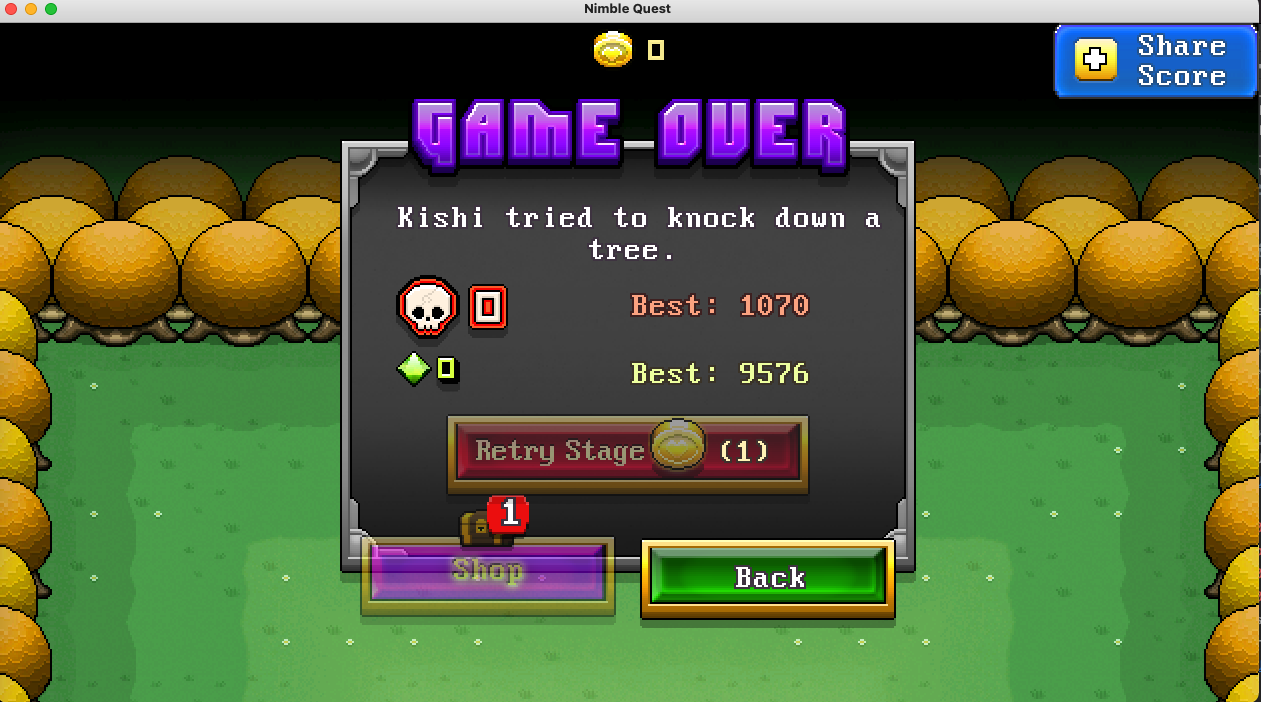 Nimble Quest
0
Share
Score
GAME OVER
Kishi tried to knock down a
tree.
0 Best: 1070
0 Best: 9576
Retry Stage (1)
1
Shop
Back